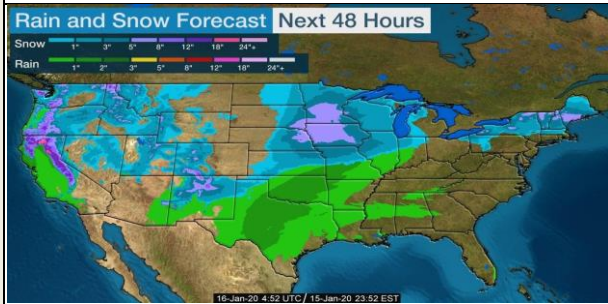 Rain and Snow Forecast Next 48 Hours
Snow
1" 3" 5" 8" 12" 18" 24"+
Rain
1" 2" 3" 5" 8" 12" 18" 24"+
16-Jan-20 4:52 UTC / 15-Jan-20 23:52 EST